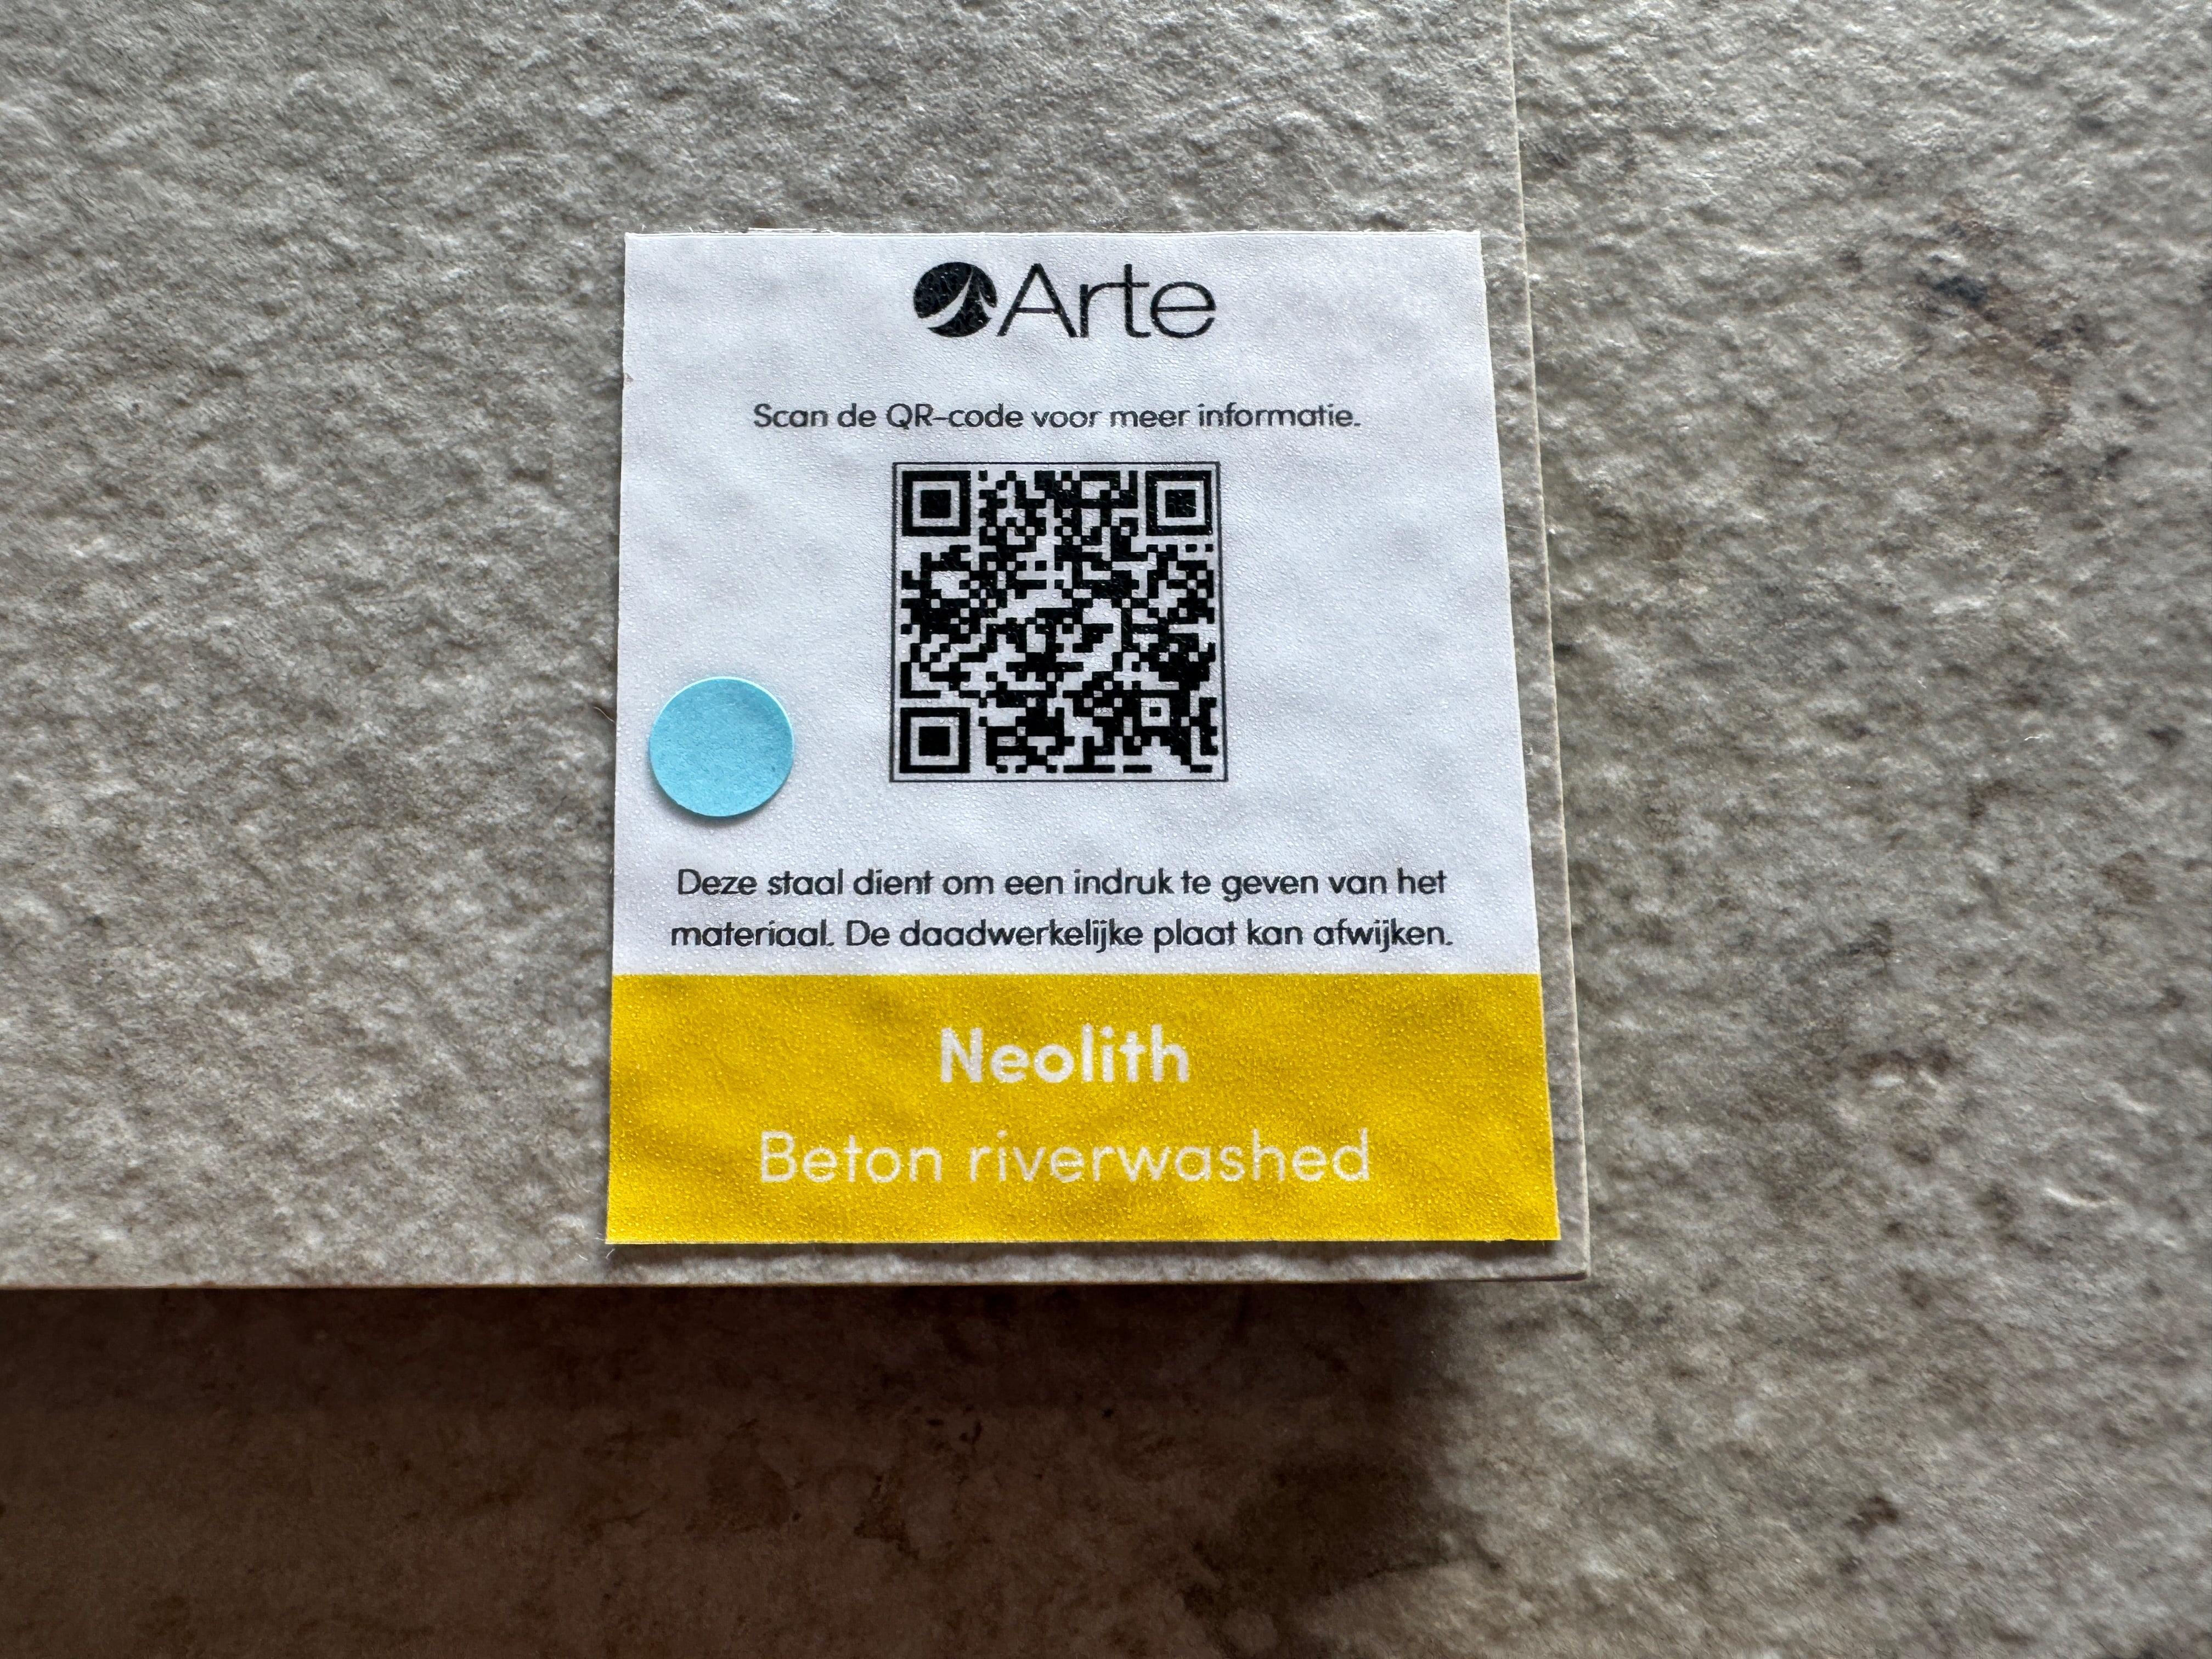 Arte
Scan de QR-code voor meer informatie.
Deze staal dient om een indruk te geven van het
materiaal. De daadwerkelijke plaat kan afwijken.
Neolith
Beton riverwashed